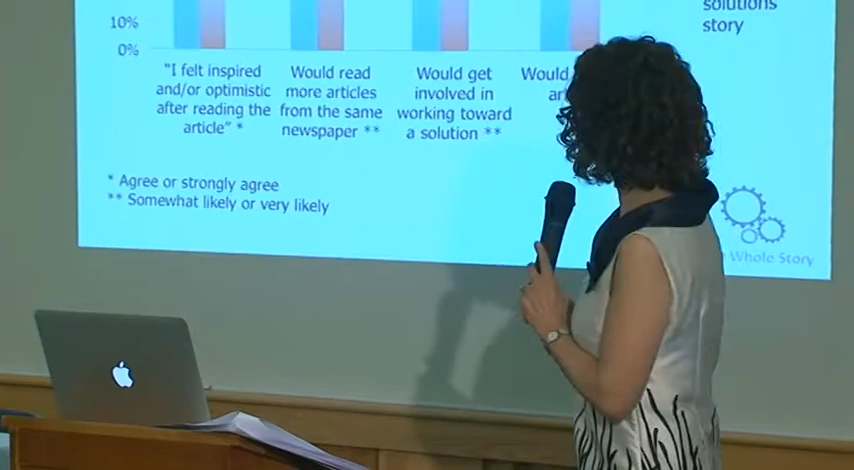 solutions
story
10%
0%
"I felt inspired
and/or optimistic
after reading the
article" *
Would read
more articles
from the same
newspaper **
Would get
involved in
working toward
a solution **
Would
* Agree or strongly agree
** Somewhat likely or very likely
Whole Story